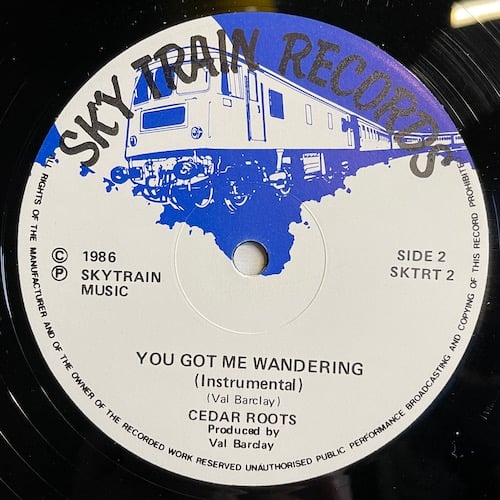 SKY TRAIN RECORDS
© 1986
℗ SKYTRAIN
MUSIC
SIDE 2
SKTRT 2
YOU GOT ME WANDERING
(Instrumental)
(Val Barclay)
CEDAR ROOTS
Produced by
Val Barclay
ALL RIGHTS OF THE MANUFACTURER AND OF THE OWNER OF THE RECORDED WORK RESERVED UNAUTHORISED PUBLIC PERFORMANCE BROADCASTING AND COPYING OF THIS RECORD PROHIBIT